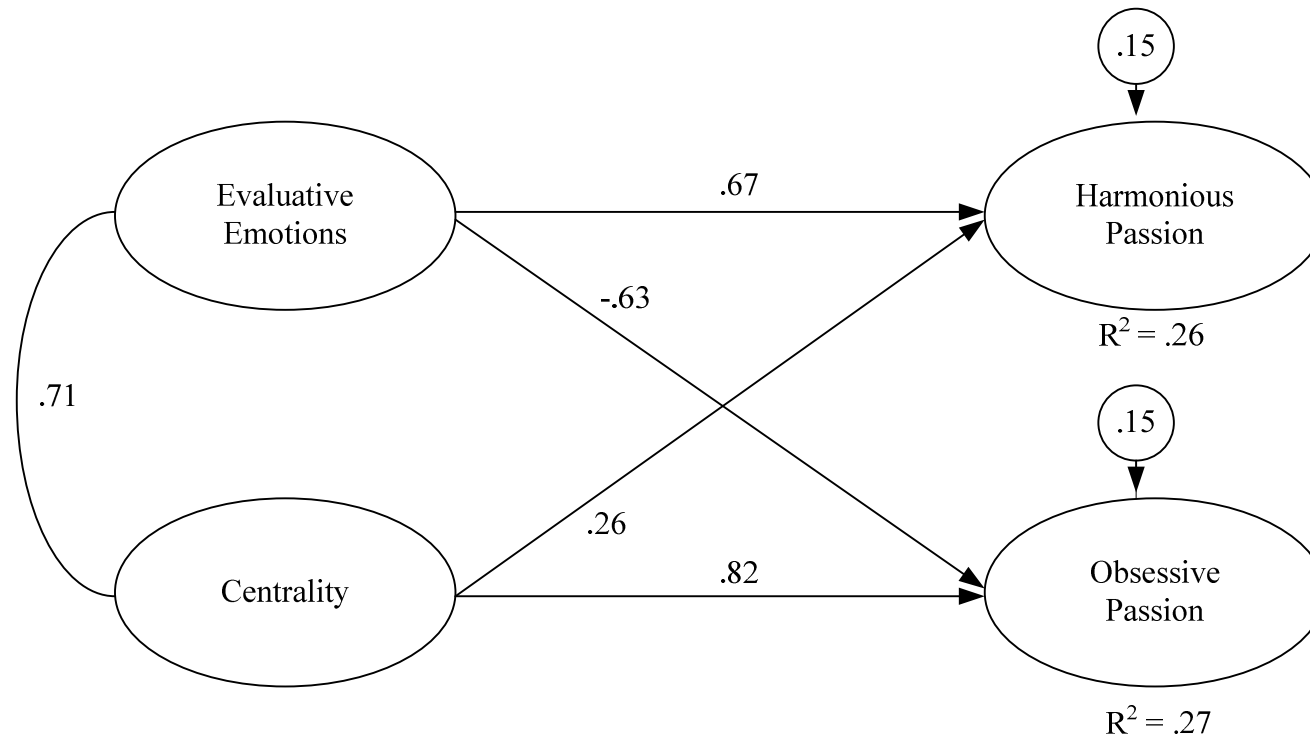 .15
Evaluative
Emotions
.67
Harmonious
Passion
-.63
R² = .26
.71
.15
.26
Centrality
.82
Obsessive
Passion
R² = .27